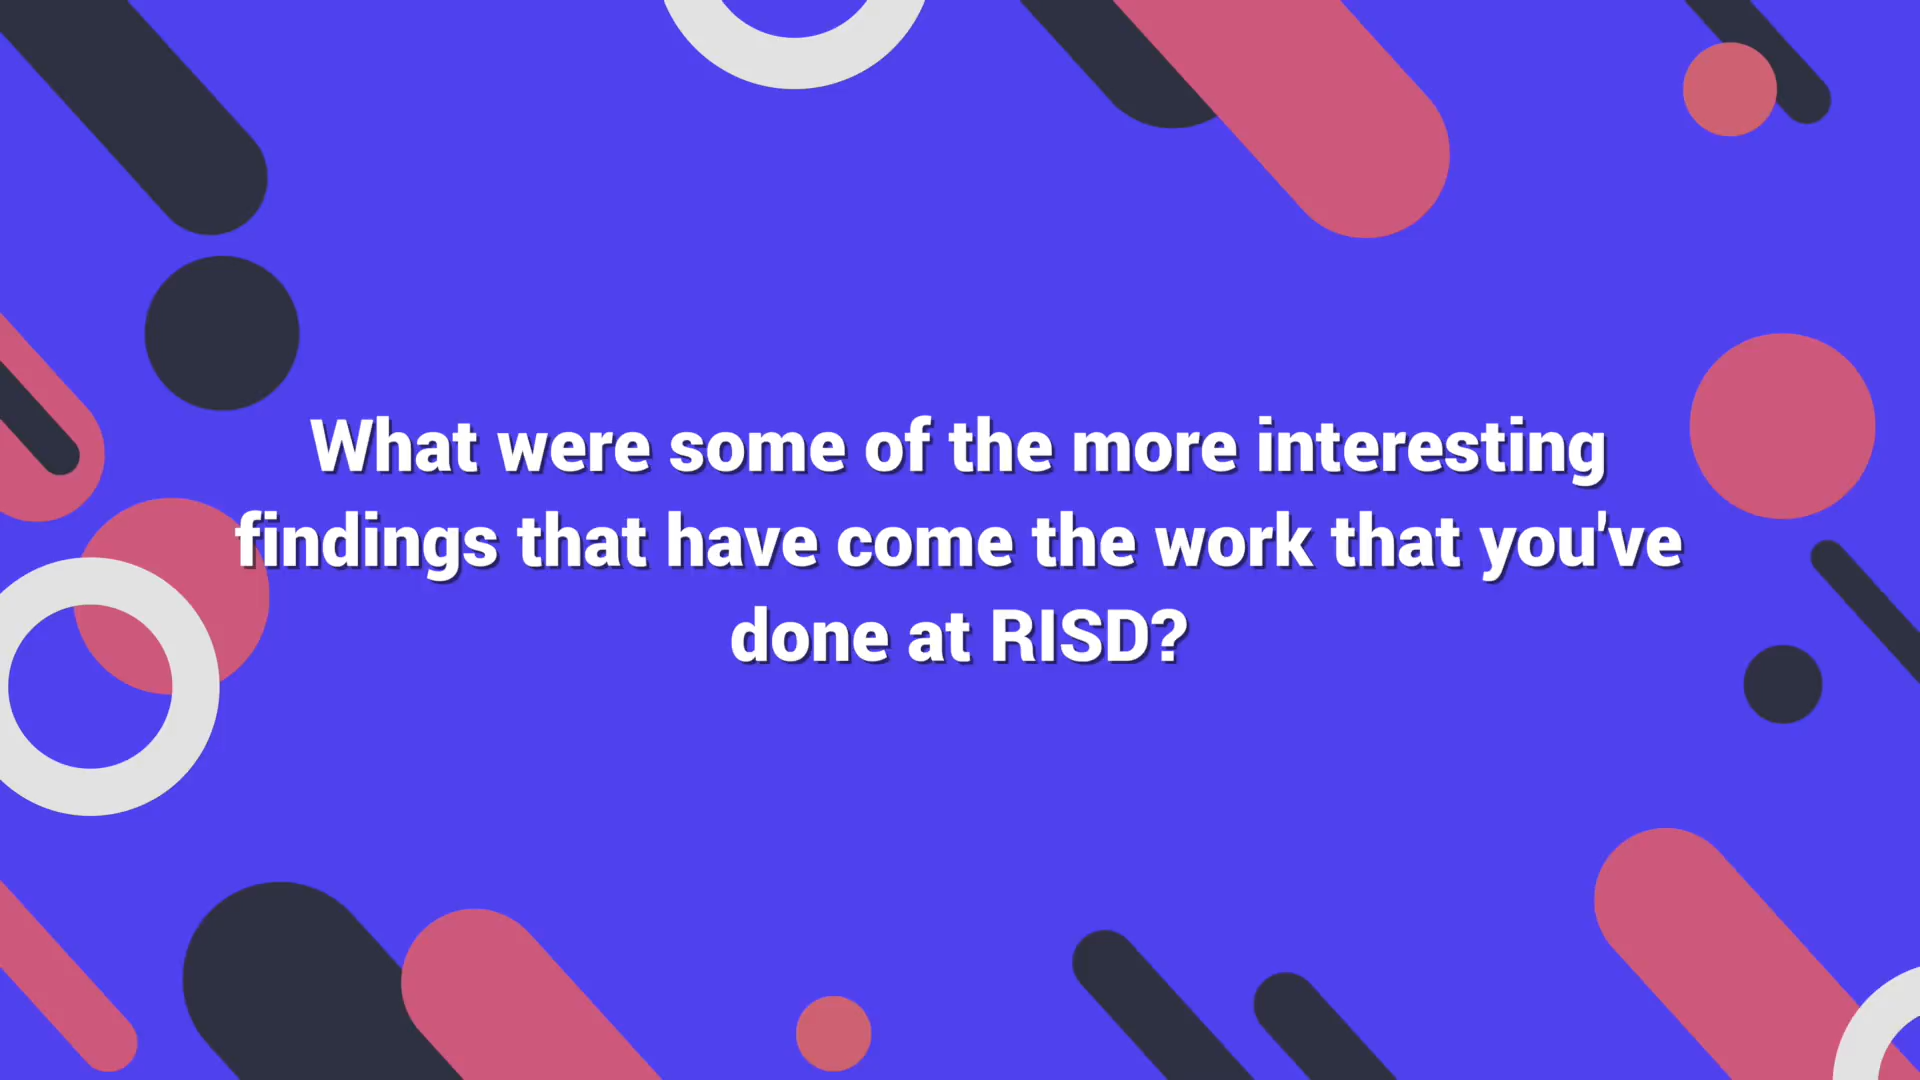 What were some of the more interesting
findings that have come the work that you've
done at RISD?